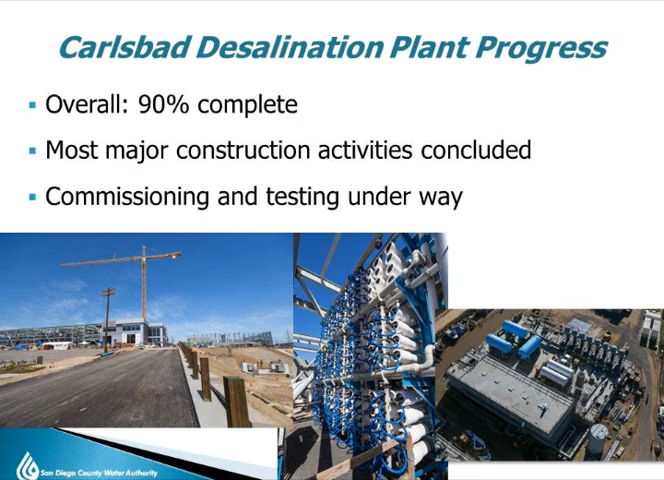 Carlsbad Desalination Plant Progress
▪ Overall: 90% complete
▪ Most major construction activities concluded
▪ Commissioning and testing under way
San Diego County Water Authority